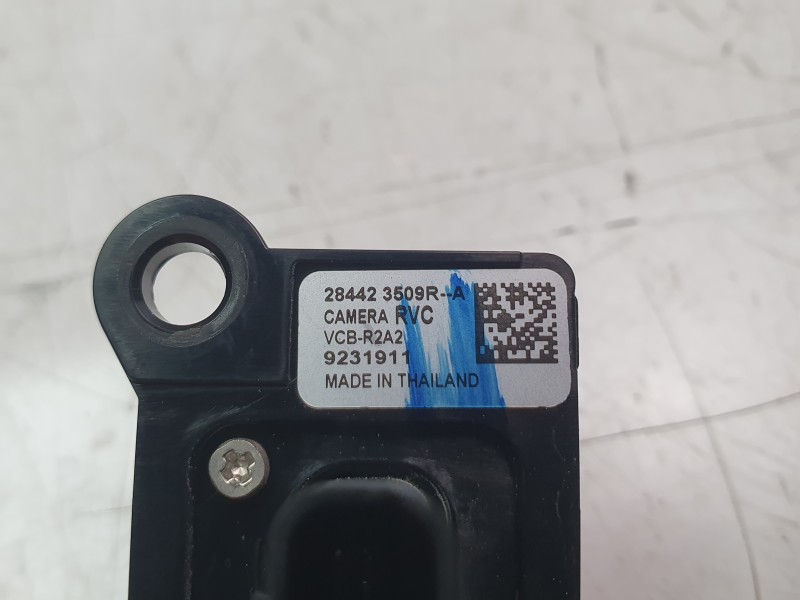 28442 3509R--A
CAMERA RVC
VCB-R2A2
9231911
MADE IN THAILAND